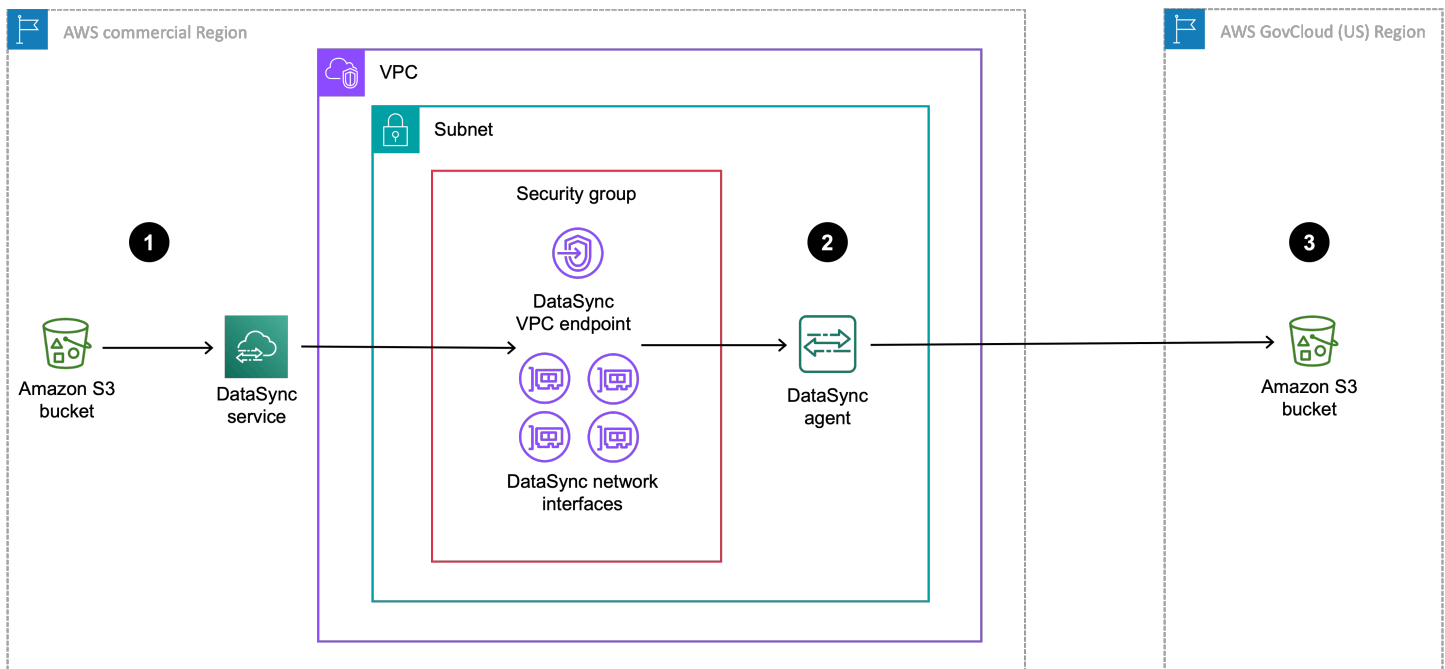 AWS commercial Region
AWS GovCloud (US) Region
VPC
Subnet
Security group
1
2
3
DataSync
VPC endpoint
Amazon S3
bucket
DataSync
service
DataSync
agent
Amazon S3
bucket
DataSync network
interfaces